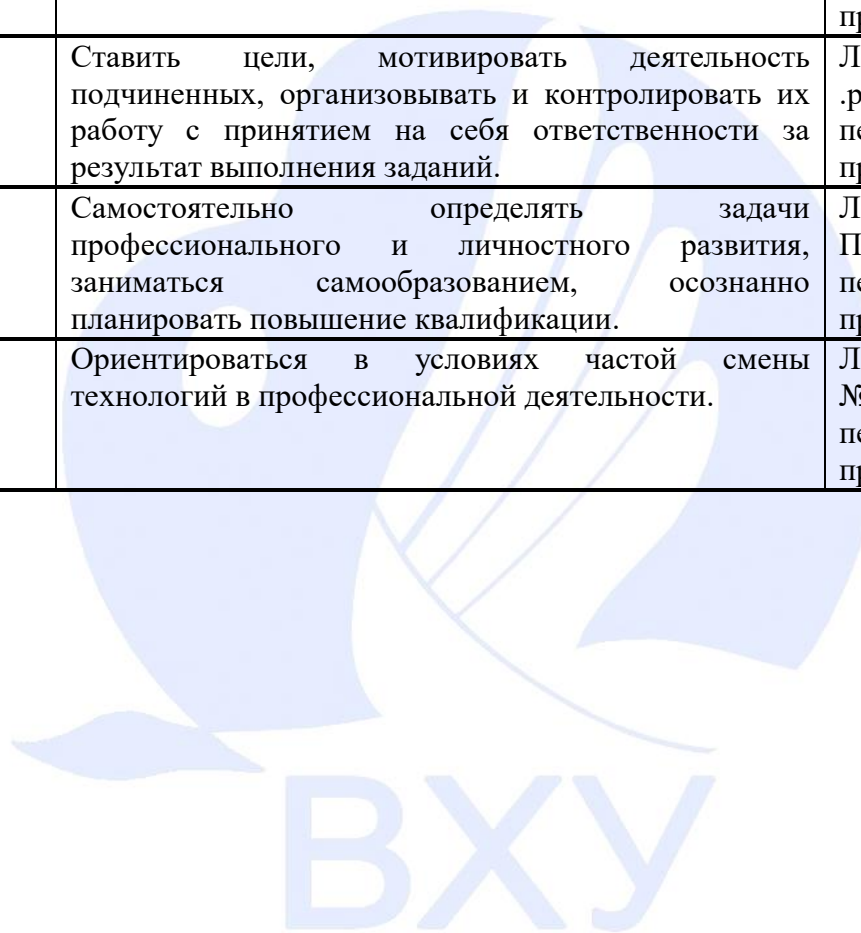 пр
Ставить цели, мотивировать деятельность
подчиненных, организовывать и контролировать их
работу с принятием на себя ответственности за
результат выполнения заданий.
Л
.р
пе
пр
Самостоятельно определять задачи
профессионального и личностного развития,
заниматься самообразованием, осознанно
планировать повышение квалификации.
Л
П
пе
пр
Ориентироваться в условиях частой смены
технологий в профессиональной деятельности.
Л
№
пе
пр
ВХУ